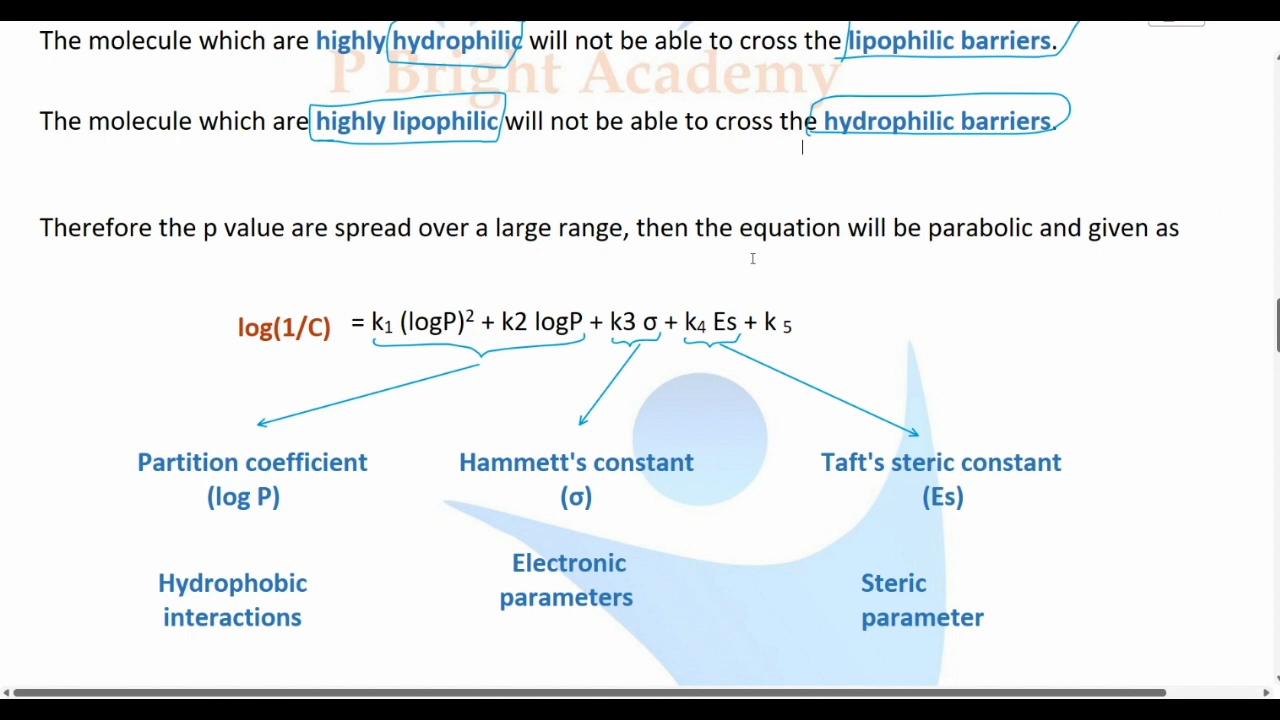 The molecule which are highly hydrophilic will not be able to cross the lipophilic barriers.
P Bright Academy
The molecule which are highly lipophilic will not be able to cross the hydrophilic barriers.
Therefore the p value are spread over a large range, then the equation will be parabolic and given as
log(1/C) = k₁ (logP)² + k2 logP + k3 σ + k₄ Es + k ₅
Partition coefficient
(log P)
Hammett's constant
(σ)
Taft's steric constant
(Es)
Hydrophobic
interactions
Electronic
parameters
Steric
parameter